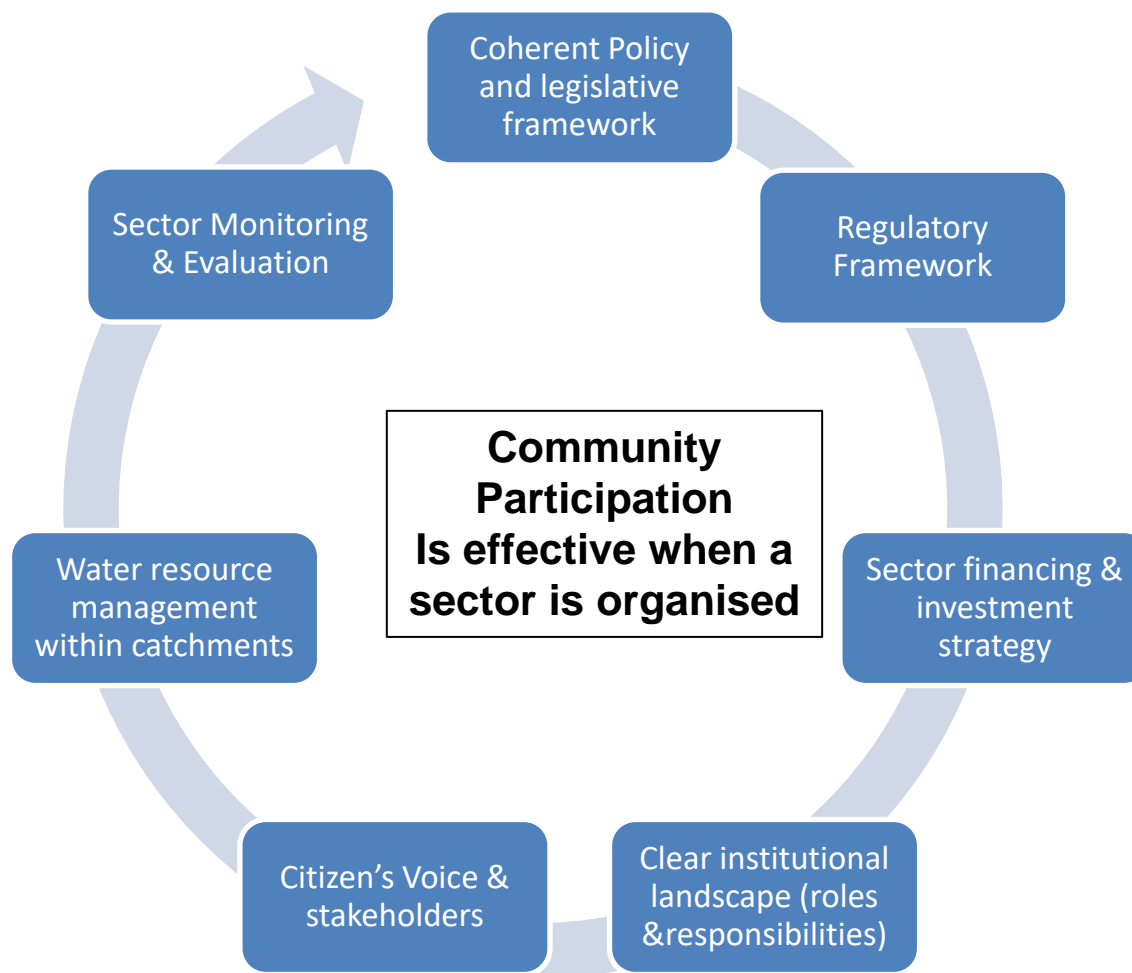 Coherent Policy
and legislative
framework
Regulatory
Framework
Sector financing &
investment
strategy
Clear institutional
landscape (roles
&responsibilities)
Citizen’s Voice &
stakeholders
Water resource
management
within catchments
Sector Monitoring
& Evaluation
Community
Participation
Is effective when a
sector is organised